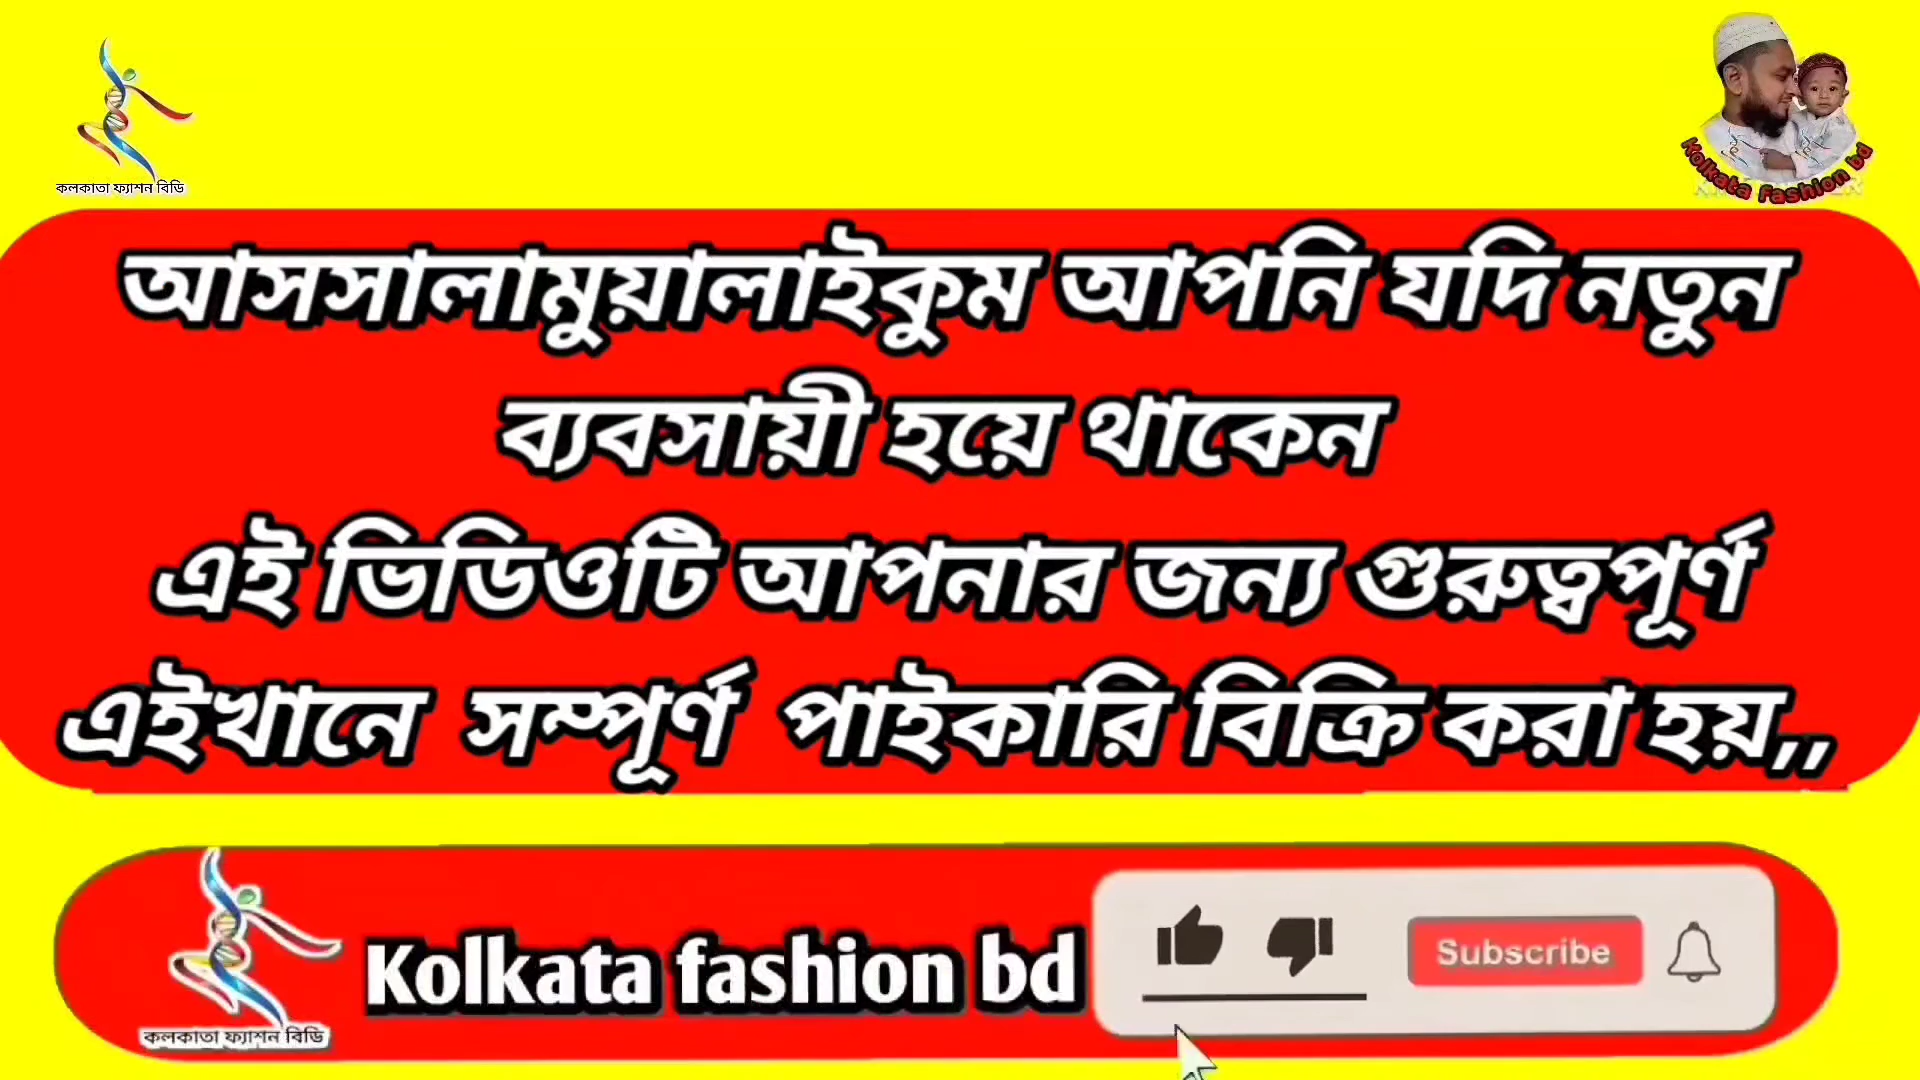 কলকাতা ফ্যাশন বিডি
Kolkata Fashion bd
আসসালামুয়ালাইকুম আপনি যদি নতুন
ব্যবসায়ী হয়ে থাকেন
এই ভিডিওটি আপনার জন্য গুরুত্বপূর্ণ
এইখানে সম্পূর্ণ পাইকারি বিক্রি করা হয়,,
Kolkata fashion bd
Subscribe
কলকাতা ফ্যাশন বিডি